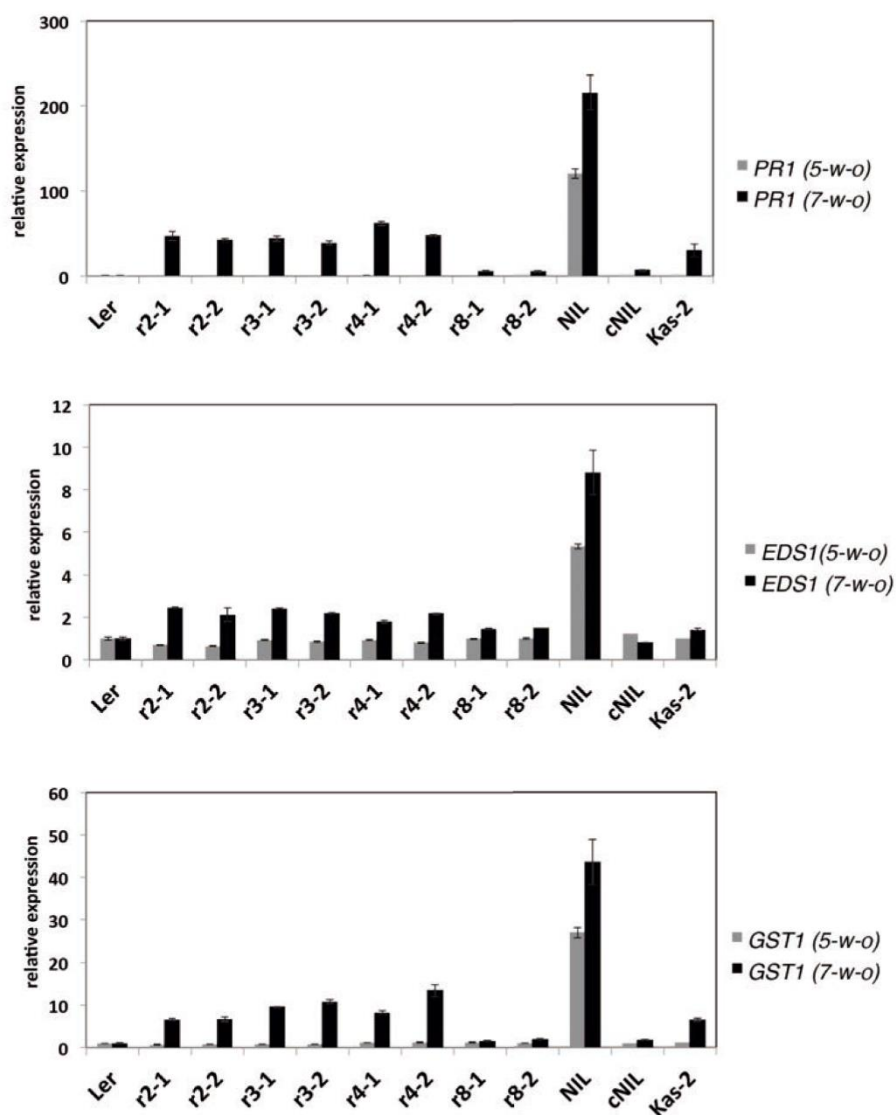 relative expression
300
200
100
0
Ler r2-1 r2-2 r3-1 r3-2 r4-1 r4-2 r8-1 r8-2 NIL cNIL Kas-2
PR1 (5-w-o)
PR1 (7-w-o)
relative expression
12
10
8
6
4
2
0
Ler r2-1 r2-2 r3-1 r3-2 r4-1 r4-2 r8-1 r8-2 NIL cNIL Kas-2
EDS1(5-w-o)
EDS1 (7-w-o)
relative expression
60
50
40
30
20
10
0
Ler r2-1 r2-2 r3-1 r3-2 r4-1 r4-2 r8-1 r8-2 NIL cNIL Kas-2
GST1 (5-w-o)
GST1 (7-w-o)